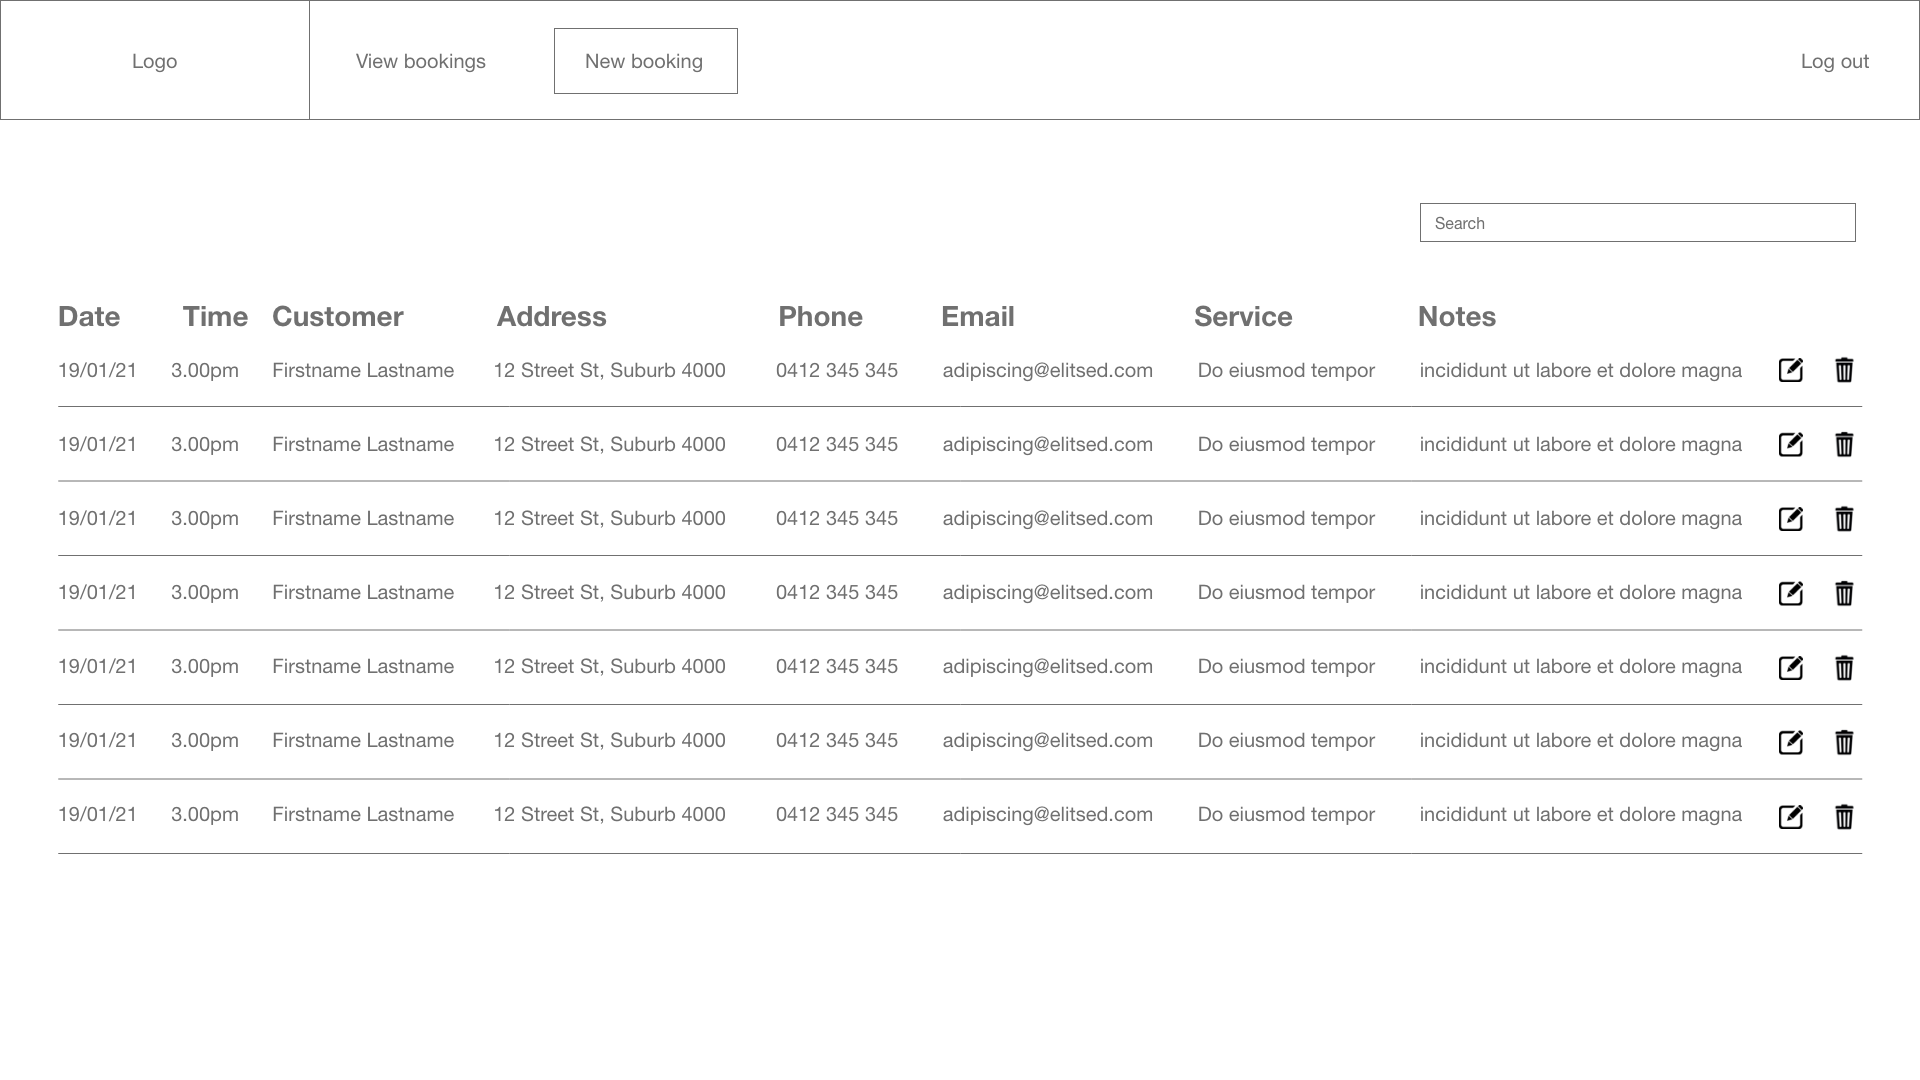 Logo View bookings New booking Log out
Search
Date Time Customer Address Phone Email Service Notes
19/01/21 3.00pm Firstname Lastname 12 Street St, Suburb 4000 0412 345 345 adipiscing@elitsed.com Do eiusmod tempor incididunt ut labore et dolore magna
19/01/21 3.00pm Firstname Lastname 12 Street St, Suburb 4000 0412 345 345 adipiscing@elitsed.com Do eiusmod tempor incididunt ut labore et dolore magna
19/01/21 3.00pm Firstname Lastname 12 Street St, Suburb 4000 0412 345 345 adipiscing@elitsed.com Do eiusmod tempor incididunt ut labore et dolore magna
19/01/21 3.00pm Firstname Lastname 12 Street St, Suburb 4000 0412 345 345 adipiscing@elitsed.com Do eiusmod tempor incididunt ut labore et dolore magna
19/01/21 3.00pm Firstname Lastname 12 Street St, Suburb 4000 0412 345 345 adipiscing@elitsed.com Do eiusmod tempor incididunt ut labore et dolore magna
19/01/21 3.00pm Firstname Lastname 12 Street St, Suburb 4000 0412 345 345 adipiscing@elitsed.com Do eiusmod tempor incididunt ut labore et dolore magna
19/01/21 3.00pm Firstname Lastname 12 Street St, Suburb 4000 0412 345 345 adipiscing@elitsed.com Do eiusmod tempor incididunt ut labore et dolore magna